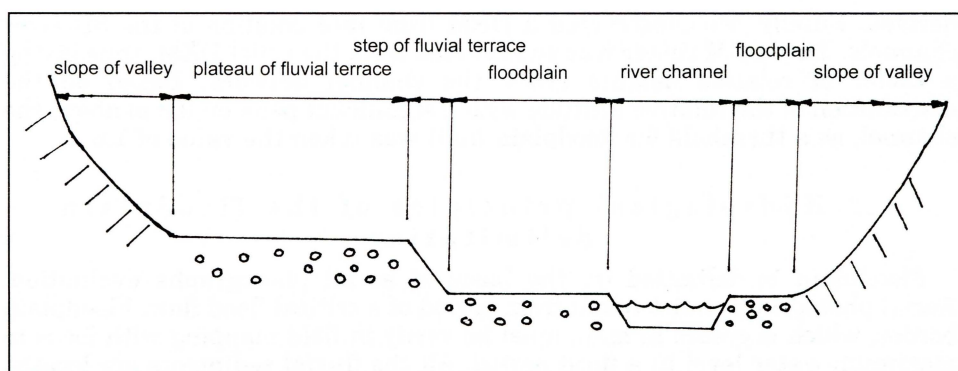 step of fluvial terrace
floodplain
slope of valley
plateau of fluvial terrace
floodplain
river channel
slope of valley